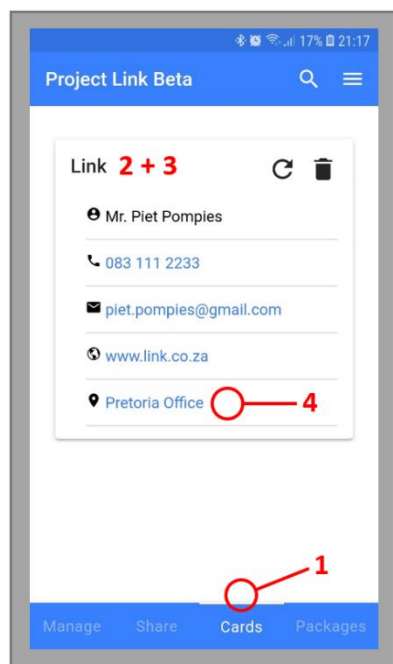 17% 21:17
Project Link Beta
Link 2 + 3
Mr. Piet Pompies
083 111 2233
piet.pompies@gmail.com
www.link.co.za
Pretoria Office 4
1
Manage Share Cards Packages